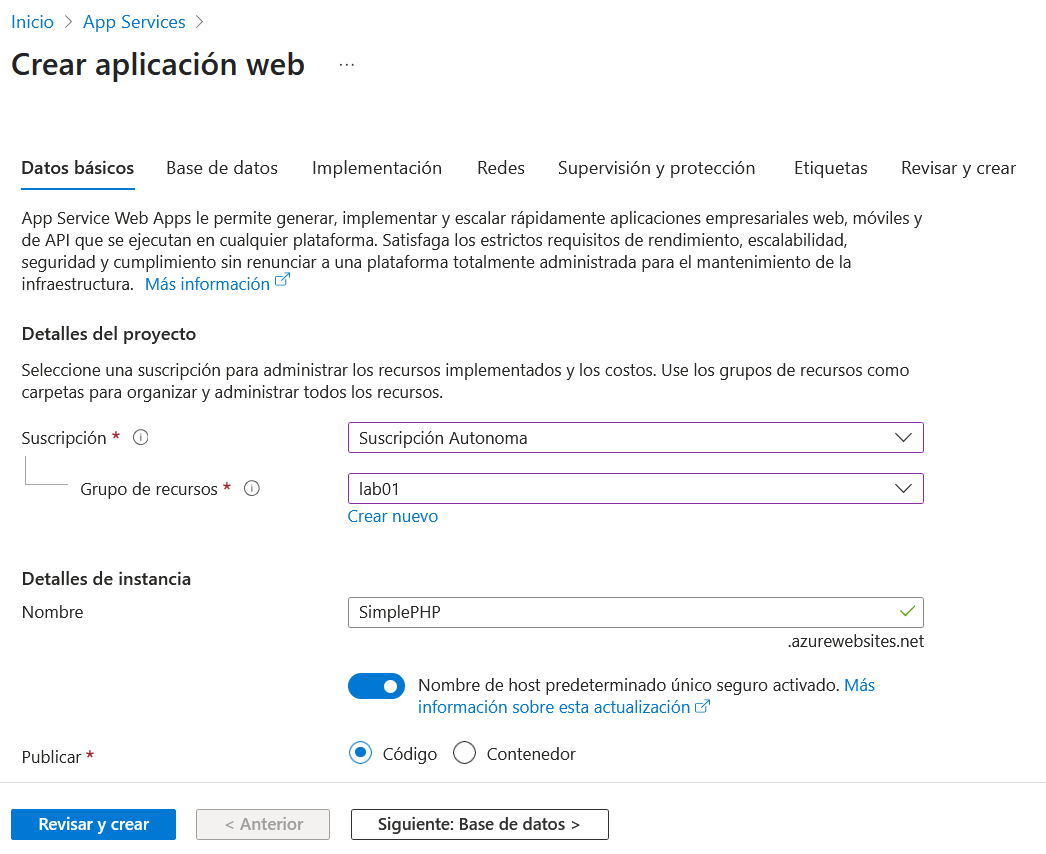 Inicio > App Services >
Crear aplicación web ...
Datos básicos Base de datos Implementación Redes Supervisión y protección Etiquetas Revisar y crear
App Service Web Apps le permite generar, implementar y escalar rápidamente aplicaciones empresariales web, móviles y
de API que se ejecutan en cualquier plataforma. Satisfaga los estrictos requisitos de rendimiento, escalabilidad,
seguridad y cumplimiento sin renunciar a una plataforma totalmente administrada para el mantenimiento de la
infraestructura. Más información
Detalles del proyecto
Seleccione una suscripción para administrar los recursos implementados y los costos. Use los grupos de recursos como
carpetas para organizar y administrar todos los recursos.
Suscripción * Suscripción Autonoma
Grupo de recursos * lab01
Crear nuevo
Detalles de instancia
Nombre SimplePHP
.azurewebsites.net
Nombre de host predeterminado único seguro activado. Más
información sobre esta actualización
Publicar * Código Contenedor
Revisar y crear < Anterior Siguiente: Base de datos >